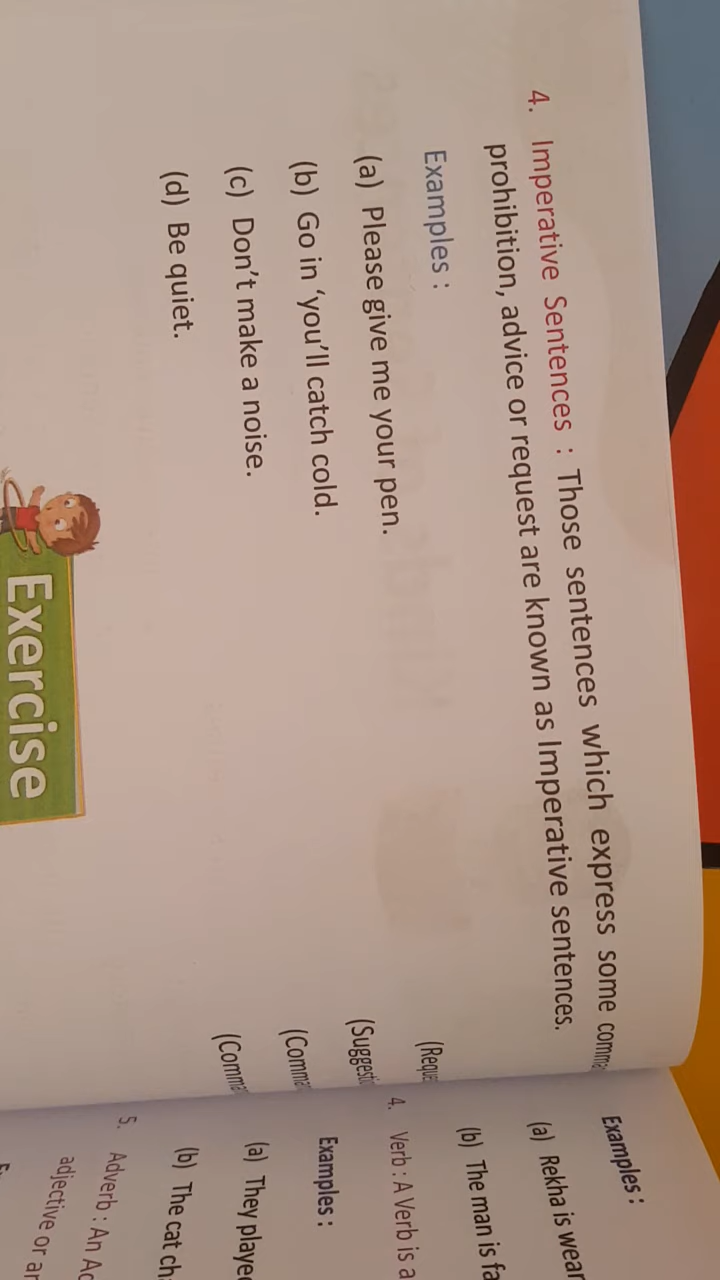 4. Imperative Sentences : Those sentences which express some
prohibition, advice or request are known as Imperative sentences.
Examples :
(a) Please give me your pen.
(b) Go in ‘you’ll catch cold.
(c) Don’t make a noise.
(d) Be quiet.
Exercise
Examples :
(a) Rekha is
(b) The man is
4. Verb : A Verb is a
Examples :
(a) They
(b) The cat
5. Adverb : An
adjective or